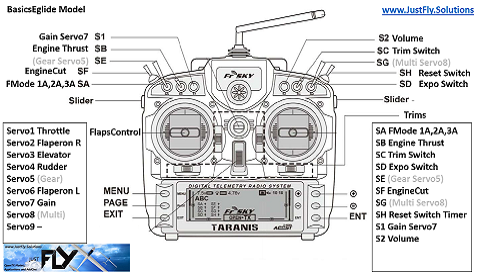 BasicsEglide Model
www.JustFly.Solutions
Gain Servo7 S1
Engine Thrust SB
(Gear Servo5) SE
EngineCut SF
FMode 1A,2A,3A SA
Slider
S2 Volume
SC Trim Switch
SG (Multi Servo8)
SH Reset Switch
SD Expo Switch
Slider -
Trims
FrSKY
FlapsControl
Servo1 Throttle
Servo2 Flaperon R
Servo3 Elevator
Servo4 Rudder
Servo5 (Gear)
Servo6 Flaperon L
Servo7 Gain
Servo8 (Multi)
Servo9 –
SA FMode 1A,2A,3A
SB Engine Thrust
SC Trim Switch
SD Expo Switch
SE (Gear Servo5)
SF EngineCut
SG (Multi Servo8)
SH Reset Switch Timer
S1 Gain Servo7
S2 Volume
MENU
PAGE
EXIT
ENT
DIGITAL TELEMETRY RADIO SYSTEM
ABC
FrSKY
TARANIS
ACCST
www.JustFly.Solutions
JUST
FLY